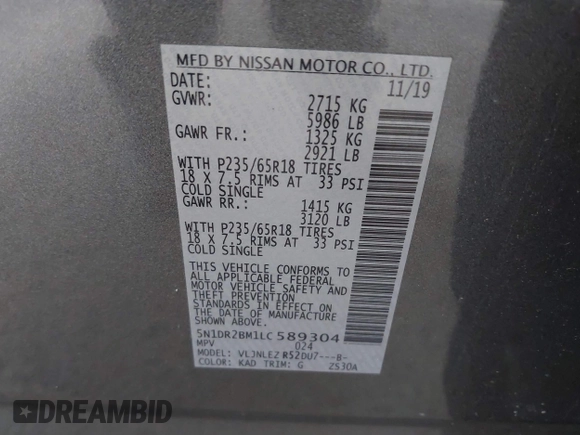 MFD BY NISSAN MOTOR CO., LTD.
DATE: 11/19
GVWR: 2715 KG
5986 LB
GAWR FR.: 1325 KG
2921 LB
WITH P235/65R18 TIRES
18 X 7.5 RIMS AT 33 PSI
COLD SINGLE
GAWR RR.: 1415 KG
3120 LB
WITH P235/65R18 TIRES
18 X 7.5 RIMS AT 33 PSI
COLD SINGLE
THIS VEHICLE CONFORMS TO
ALL APPLICABLE FEDERAL
MOTOR VEHICLE SAFETY AND
THEFT PREVENTION
STANDARDS IN EFFECT ON
THE DATE OF MANUFACTURE
SHOWN ABOVE
5N1DR2BM1LC589304
MPV 024
MODEL: VLJNLEZ R52DU7---B-
COLOR: KAD TRIM: G 2S30A
DREAMBID